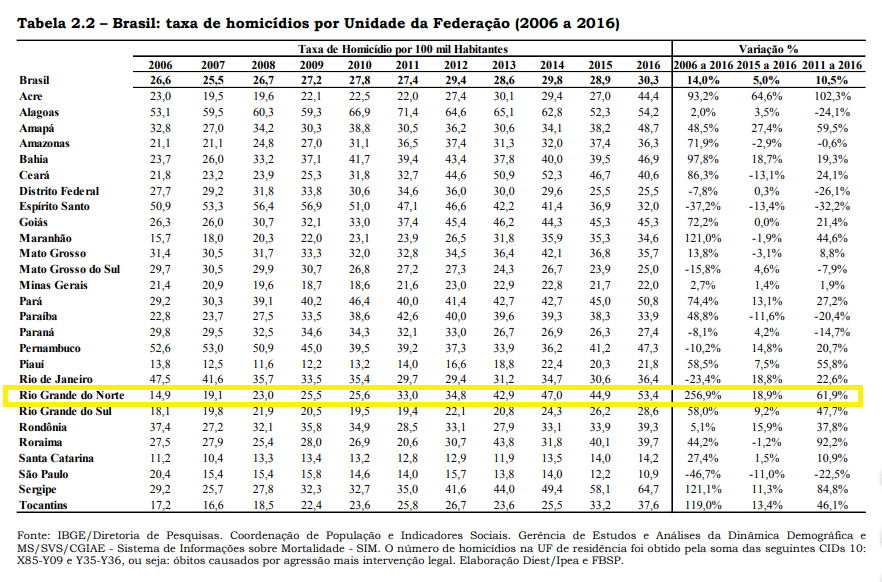 Tabela 2.2 – Brasil: taxa de homicídios por Unidade da Federação (2006 a 2016)
Taxa de Homicídio por 100 mil Habitantes Variação %
2006 2007 2008 2009 2010 2011 2012 2013 2014 2015 2016 2006 a 2016 2015 a 2016 2011 a 2016
Brasil 26,6 25,5 26,7 27,2 27,8 27,4 29,4 28,6 29,8 28,9 30,3 14,0% 5,0% 10,5%
Acre 23,0 19,5 19,6 22,1 22,5 22,0 27,4 30,1 29,4 27,0 44,4 93,2% 64,6% 102,3%
Alagoas 53,1 59,5 60,3 59,3 66,9 71,4 64,6 65,1 62,8 52,3 54,2 2,0% 3,5% -24,1%
Amapá 32,8 27,0 34,2 30,3 38,8 30,5 36,2 30,6 34,1 38,2 48,7 48,5% 27,4% 59,5%
Amazonas 21,1 21,1 24,8 27,0 31,1 36,5 37,4 31,3 32,0 37,4 36,3 71,9% -2,9% -0,6%
Bahia 23,7 26,0 33,2 37,1 41,7 39,4 43,4 37,8 40,0 39,5 46,9 97,8% 18,7% 19,3%
Ceará 21,8 23,2 23,9 25,3 31,8 32,7 44,6 50,9 52,3 46,7 40,6 86,3% -13,1% 24,1%
Distrito Federal 27,7 29,2 31,8 33,8 30,6 34,6 36,0 30,0 29,6 25,5 25,5 -7,8% 0,3% -26,1%
Espírito Santo 50,9 53,3 56,4 56,9 51,0 47,1 46,6 42,2 41,4 36,9 32,0 -37,2% -13,4% -32,2%
Goiás 26,3 26,0 30,7 32,1 33,0 37,4 45,4 46,2 44,3 45,3 45,3 72,2% 0,0% 21,4%
Maranhão 15,7 18,0 20,3 22,0 23,1 23,9 26,5 31,8 35,9 35,3 34,6 121,0% -1,9% 44,6%
Mato Grosso 31,4 30,5 31,7 33,3 32,0 32,8 34,5 36,4 42,1 36,8 35,7 13,8% -3,1% 8,8%
Mato Grosso do Sul 29,7 30,5 29,9 30,7 26,8 27,2 27,3 24,3 26,7 23,9 25,0 -15,8% 4,6% -7,9%
Minas Gerais 21,4 20,9 19,6 18,7 18,6 21,6 23,0 22,9 22,8 21,7 22,0 2,7% 1,4% 1,9%
Pará 29,2 30,3 39,1 40,2 46,4 40,0 41,4 42,7 42,7 45,0 50,8 74,4% 13,1% 27,2%
Paraíba 22,8 23,7 27,5 33,5 38,6 42,6 40,0 39,6 39,3 38,3 33,9 48,8% -11,6% -20,4%
Paraná 29,8 29,5 32,5 34,6 34,3 32,1 33,0 26,7 26,9 26,3 27,4 -8,1% 4,2% -14,7%
Pernambuco 52,6 53,0 50,9 45,0 39,5 39,2 37,3 33,9 36,2 41,2 47,3 -10,2% 14,8% 20,7%
Piauí 13,8 12,5 11,6 12,2 13,2 14,0 16,6 18,8 22,4 20,3 21,8 58,5% 7,5% 55,8%
Rio de Janeiro 47,5 41,6 35,7 33,5 35,4 29,7 29,4 31,2 34,7 30,6 36,4 -23,4% 18,8% 22,6%
Rio Grande do Norte 14,9 19,1 23,0 25,5 25,6 33,0 34,8 42,9 47,0 44,9 53,4 256,9% 18,9% 61,9%
Rio Grande do Sul 18,1 19,8 21,9 20,5 19,5 19,4 22,1 20,8 24,3 26,2 28,6 58,0% 9,2% 47,7%
Rondônia 37,4 27,2 32,1 35,8 34,9 28,5 33,1 27,9 33,1 33,9 39,3 5,1% 15,9% 37,8%
Roraima 27,5 27,9 25,4 28,0 26,9 20,6 30,7 43,8 31,8 40,1 39,7 44,2% -1,2% 92,2%
Santa Catarina 11,2 10,4 13,3 13,4 13,2 12,8 12,9 11,9 13,5 14,0 14,2 27,4% 1,5% 10,9%
São Paulo 20,4 15,4 15,4 15,8 14,6 14,0 15,7 13,8 14,0 12,2 10,9 -46,7% -11,0% -22,5%
Sergipe 29,2 25,7 27,8 32,3 32,7 35,0 41,6 44,0 49,4 58,1 64,7 121,1% 11,3% 84,8%
Tocantins 17,2 16,6 18,5 22,4 23,6 25,8 26,7 23,6 25,5 33,2 37,6 119,0% 13,4% 46,1%
Fonte: IBGE/Diretoria de Pesquisas. Coordenação de População e Indicadores Sociais. Gerência de Estudos e Análises da Dinâmica Demográfica e
MS/SVS/CGIAE - Sistema de Informações sobre Mortalidade - SIM. O número de homicídios na UF de residência foi obtido pela soma das seguintes CIDs 10:
X85-Y09 e Y35-Y36, ou seja: óbitos causados por agressão mais intervenção legal. Elaboração Diest/Ipea e FBSP.